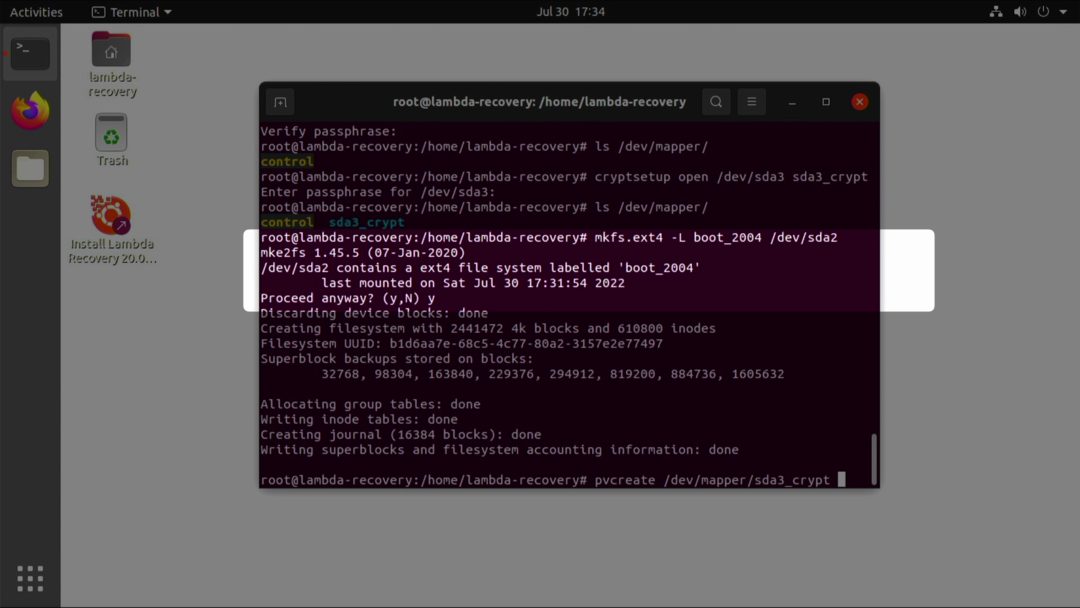 Activities
Terminal
Jul 30 17:34
lambda-
recovery
Trash
Install Lambda
Recovery 20.0…
root@lambda-recovery: /home/lambda-recovery
Verify passphrase:
root@lambda-recovery:/home/lambda-recovery# ls /dev/mapper/
control
root@lambda-recovery:/home/lambda-recovery# cryptsetup open /dev/sda3 sda3_crypt
Enter passphrase for /dev/sda3:
root@lambda-recovery:/home/lambda-recovery# ls /dev/mapper/
control  sda3_crypt
root@lambda-recovery:/home/lambda-recovery# mkfs.ext4 -L boot_2004 /dev/sda2
mke2fs 1.45.5 (07-Jan-2020)
/dev/sda2 contains a ext4 file system labelled 'boot_2004'
        last mounted on Sat Jul 30 17:31:54 2022
Proceed anyway? (y,N) y
Discarding device blocks: done
Creating filesystem with 2441472 4k blocks and 610800 inodes
Filesystem UUID: b1d6aa7e-68c5-4c77-80a2-3157e2e77497
Superblock backups stored on blocks:
        32768, 98304, 163840, 229376, 294912, 819200, 884736, 1605632
Allocating group tables: done
Writing inode tables: done
Creating journal (16384 blocks): done
Writing superblocks and filesystem accounting information: done
root@lambda-recovery:/home/lambda-recovery# pvcreate /dev/mapper/sda3_crypt